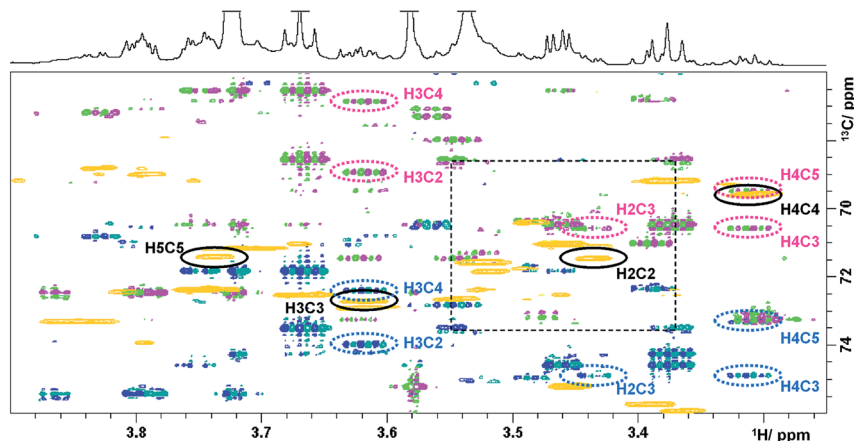 H3C4
¹³C/ ppm
H3C2
H4C5
H4C4
70
H2C3
H4C3
H5C5
H2C2
72
H3C4
H3C3
H4C5
H3C2
74
H2C3
H4C3
3.8
3.7
3.6
3.5
3.4
¹H/ ppm